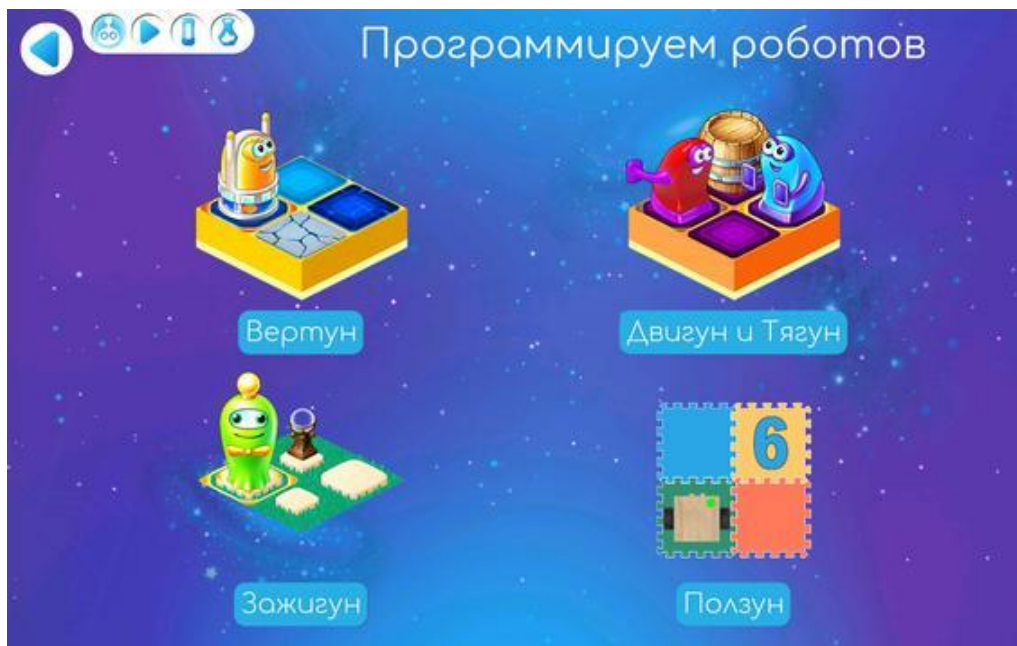 Программируем роботов
Вертун
Двигун и Тягун
6
Зажигун
Ползун